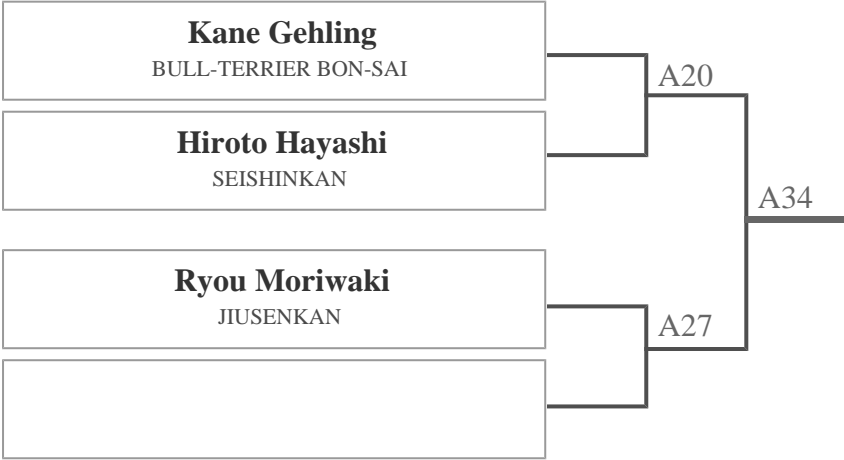 Kane Gehling
BULL-TERRIER BON-SAI
A20
Hiroto Hayashi
SEISHINKAN
A34
Ryou Moriwaki
JIUSENKAN
A27